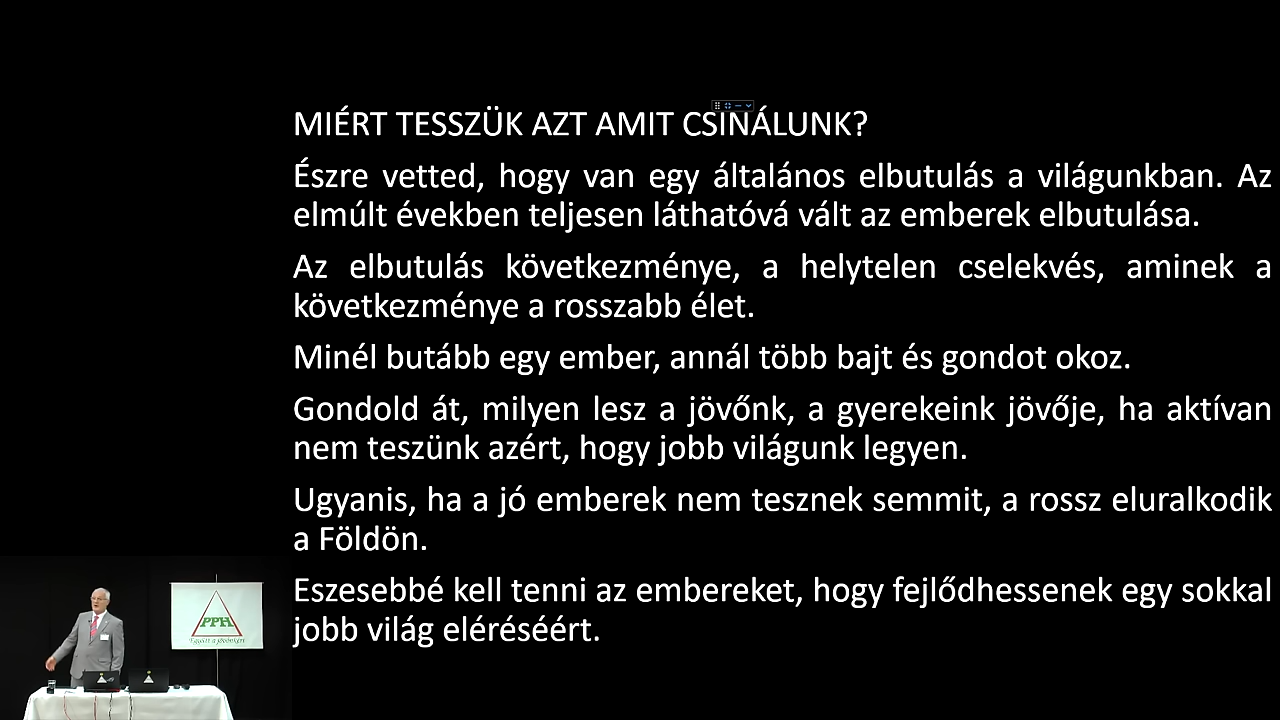 MIÉRT TESSZÜK AZT AMIT CSINÁLUNK?
Észre vetted, hogy van egy általános elbutulás a világunkban. Az
elmúlt években teljesen láthatóvá vált az emberek elbutulása.
Az elbutulás következménye, a helytelen cselekvés, aminek a
következménye a rosszabb élet.
Minél butább egy ember, annál több bajt és gondot okoz.
Gondold át, milyen lesz a jövőnk, a gyerekeink jövője, ha aktívan
nem teszünk azért, hogy jobb világunk legyen.
Ugyanis, ha a jó emberek nem tesznek semmit, a rossz eluralkodik
a Földön.
Eszesebbé kell tenni az embereket, hogy fejlődhessenek egy sokkal
jobb világ eléréséért.
PPH
Együtt a jövőnkért